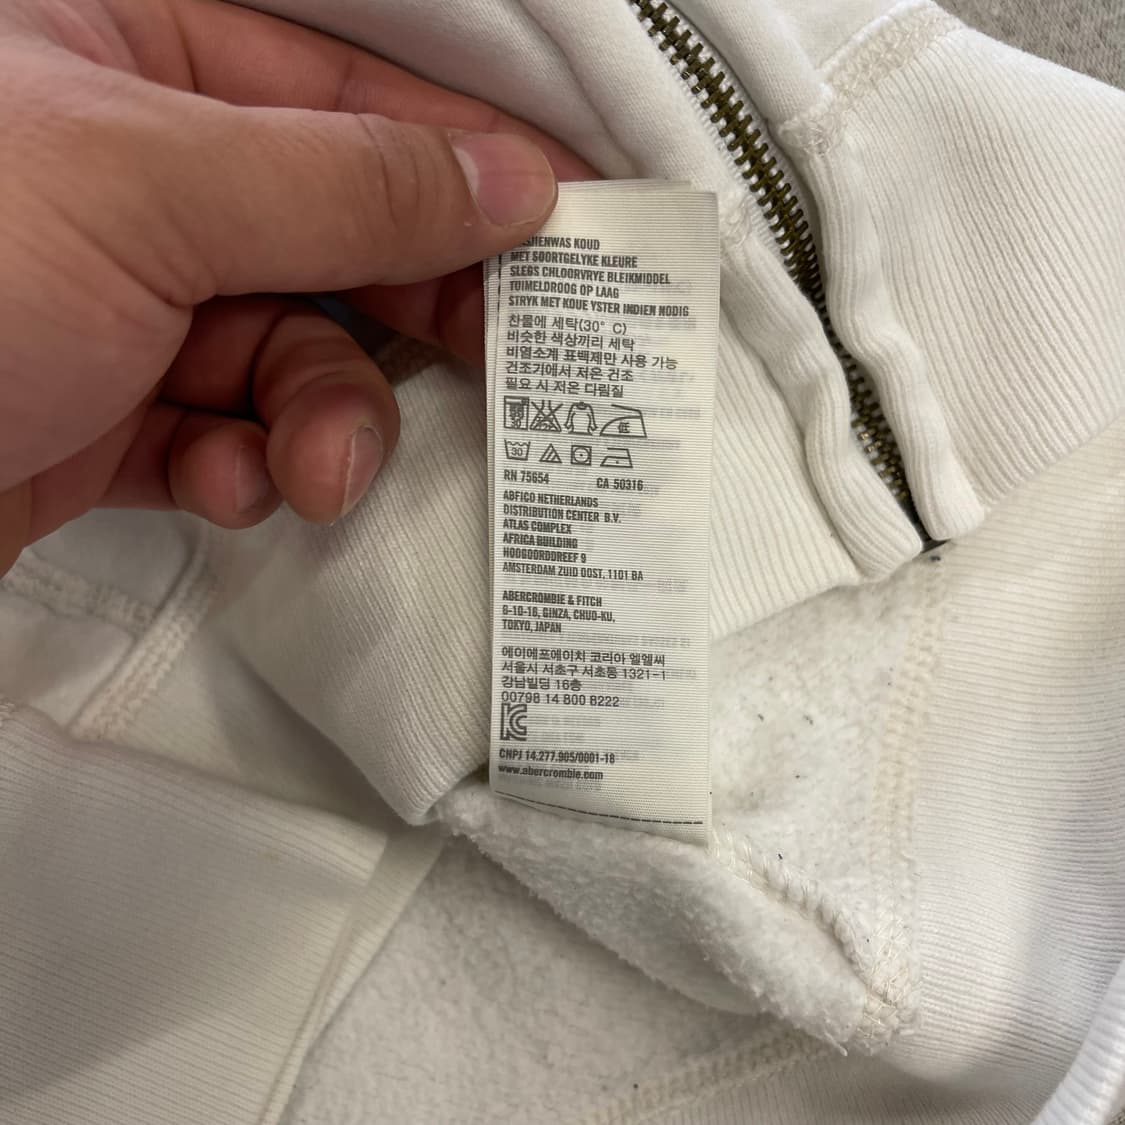 WAS KOUD
MET SOORTGELYKE KLEURE
SLEGS CHLOORVRYE BLEIKMIDDEL
TUIMELDROOG OP LAAG
STRYK MET KOUE YSTER INDIEN NODIG
찬물에 세탁(30° C)
비슷한 색상끼리 세탁
비염소계 표백제만 사용 가능
건조기에서 저온 건조
필요 시 저온 다림질
30 低
30
RN 75654 CA 50316
ABFICO NETHERLANDS
DISTRIBUTION CENTER B.V.
ATLAS COMPLEX
AFRICA BUILDING
HOOGOORDDREEF 9
AMSTERDAM ZUID OOST, 1101 BA
ABERCROMBIE & FITCH
6-10-16, GINZA, CHUO-KU,
TOKYO, JAPAN
에이에프에이치 코리아 엘엘씨
서울시 서초구 서초동 1321-1
강남빌딩 16층
00798 14 800 8222
KC
CNPJ 14.277.905/0001-18
www.abercrombie.com